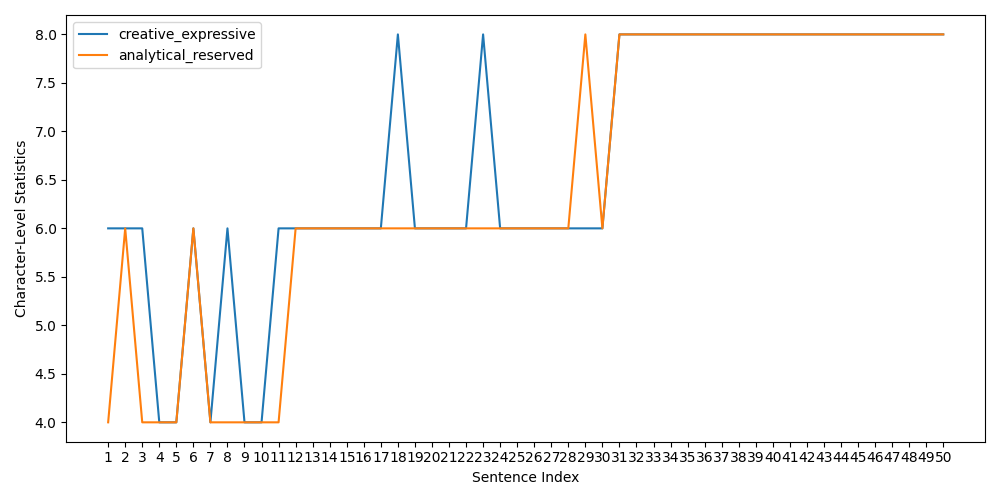 creative_expressive
analytical_reserved
8.0
7.5
7.0
6.5
6.0
5.5
5.0
4.5
4.0
Character-Level Statistics
1 2 3 4 5 6 7 8 9 10 11 12 13 14 15 16 17 18 19 20 21 22 23 24 25 26 27 28 29 30 31 32 33 34 35 36 37 38 39 40 41 42 43 44 45 46 47 48 49 50
Sentence Index